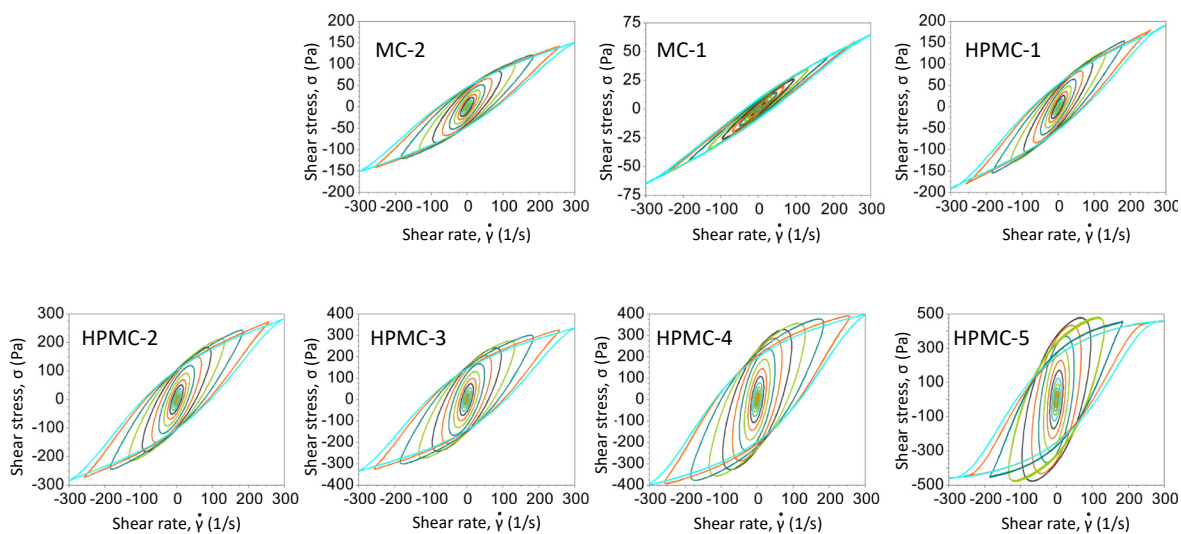 MC-2
Shear stress, σ (Pa)
200
150
100
50
0
-50
-100
-150
-200
-300 -200 -100 0 100 200 300
Shear rate, γ̇ (1/s)
MC-1
Shear stress, σ (Pa)
75
50
25
0
-25
-50
-75
-300 -200 -100 0 100 200 300
Shear rate, γ̇ (1/s)
HPMC-1
Shear stress, σ (Pa)
200
150
100
50
0
-50
-100
-150
-200
-300 -200 -100 0 100 200 300
Shear rate, γ̇ (1/s)
HPMC-2
Shear stress, σ (Pa)
300
200
100
0
-100
-200
-300
-300 -200 -100 0 100 200 300
Shear rate, γ̇ (1/s)
HPMC-3
Shear stress, σ (Pa)
400
300
200
100
0
-100
-200
-300
-400
-300 -200 -100 0 100 200 300
Shear rate, γ̇ (1/s)
HPMC-4
Shear stress, σ (Pa)
400
300
200
100
0
-100
-200
-300
-400
-300 -200 -100 0 100 200 300
Shear rate, γ̇ (1/s)
HPMC-5
Shear stress, σ (Pa)
500
300
100
-100
-300
-500
-300 -200 -100 0 100 200 300
Shear rate, γ̇ (1/s)